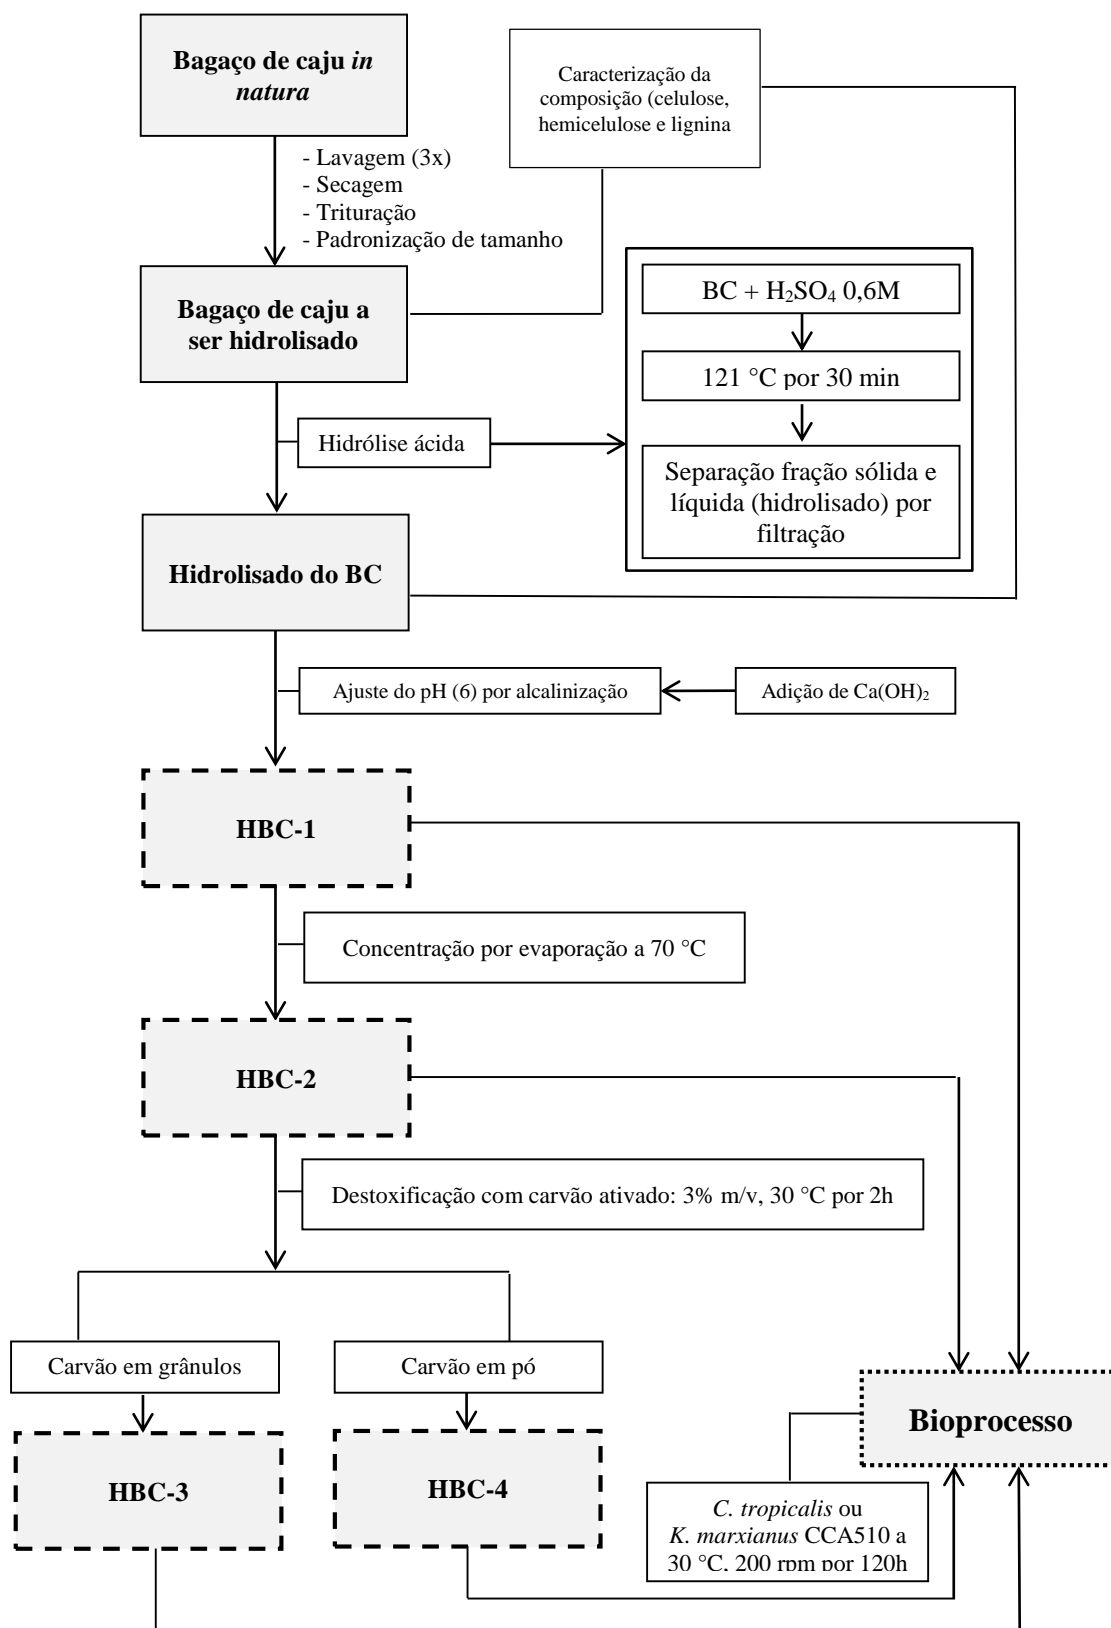 Bagaço de caju in
natura
Caracterização da
composição (celulose,
hemicelulose e lignina
- Lavagem (3x)
- Secagem
- Trituração
- Padronização de tamanho
Bagaço de caju a
ser hidrolisado
BC + H₂SO₄ 0,6M
121 °C por 30 min
Separação fração sólida e
líquida (hidrolisado) por
filtração
Hidrólise ácida
Hidrolisado do BC
Ajuste do pH (6) por alcalinização
Adição de Ca(OH)₂
HBC-1
Concentração por evaporação a 70 °C
HBC-2
Destoxificação com carvão ativado: 3% m/v, 30 °C por 2h
Carvão em grânulos
Carvão em pó
HBC-3
HBC-4
Bioprocesso
C. tropicalis ou
K. marxianus CCA510 a
30 °C, 200 rpm por 120h